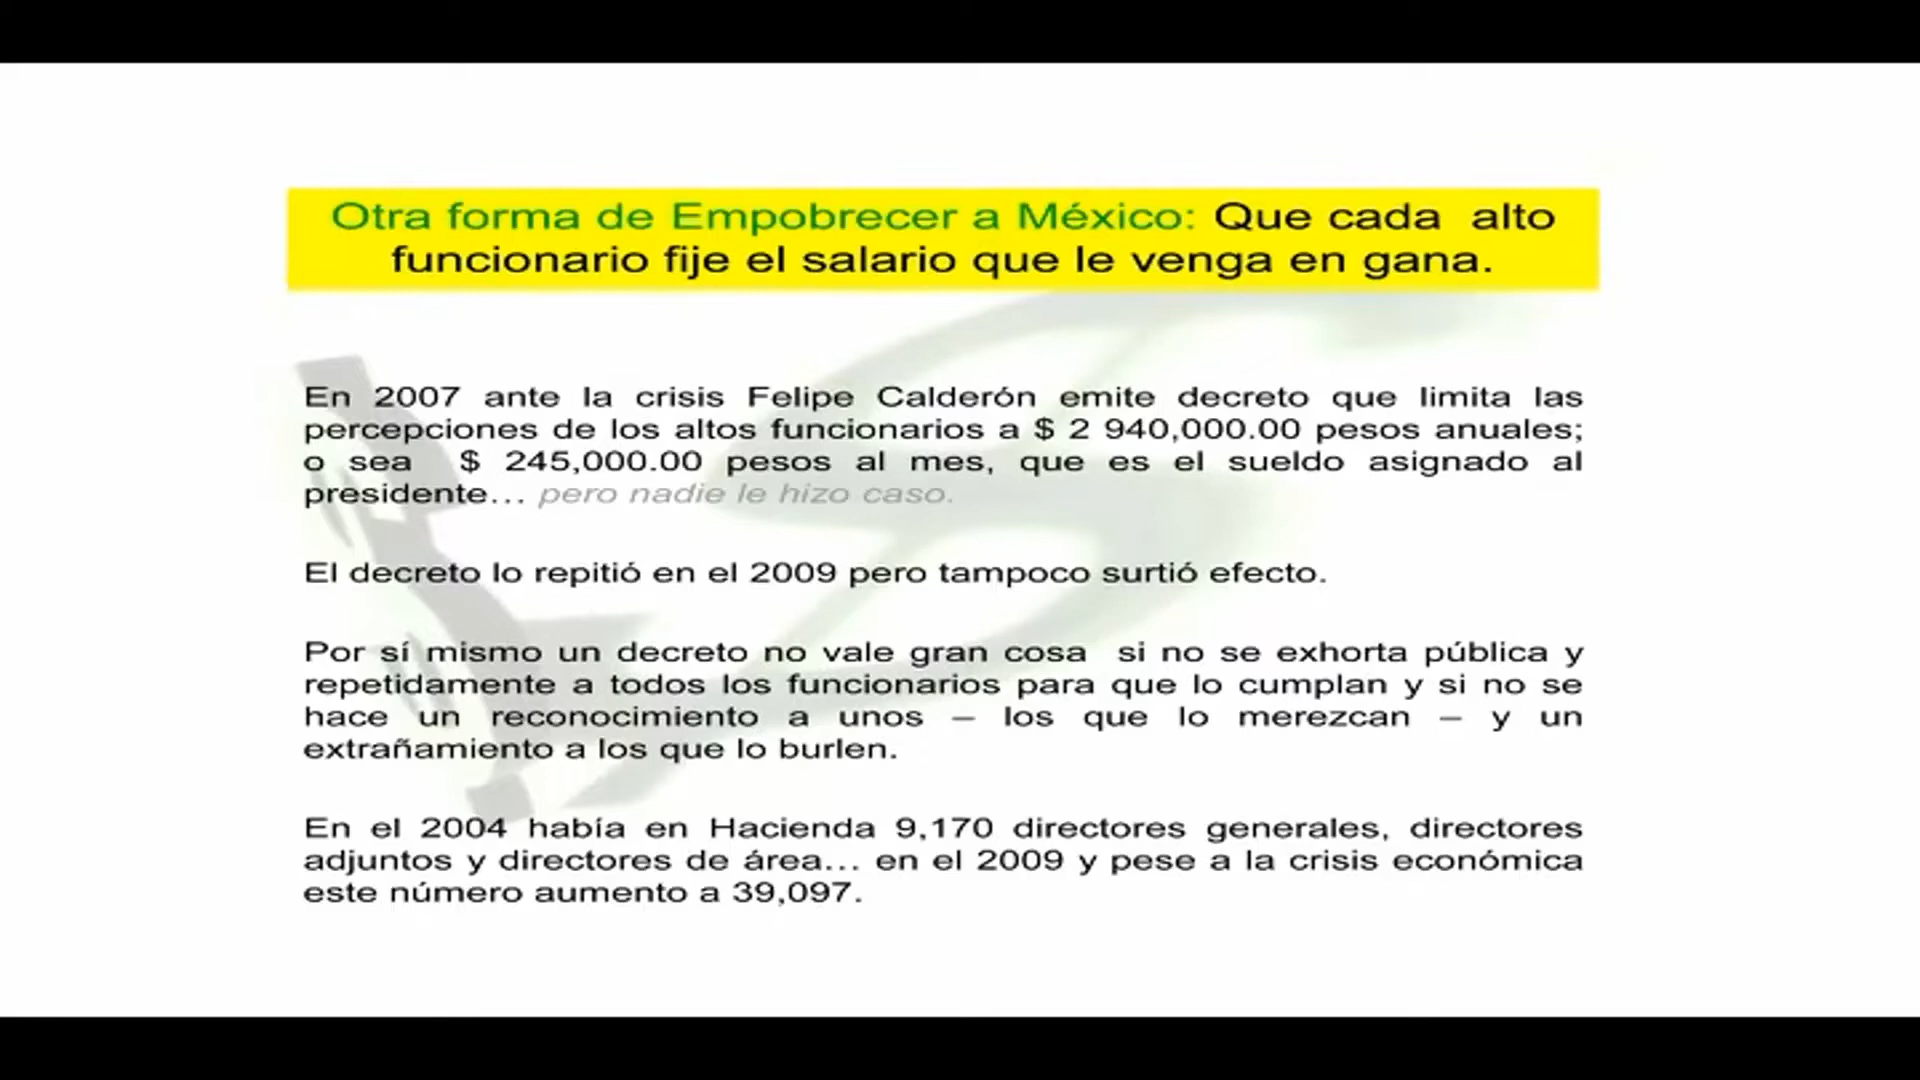 Otra forma de Empobrecer a México: Que cada alto
funcionario fije el salario que le venga en gana.
En 2007 ante la crisis Felipe Calderón emite decreto que limita las
percepciones de los altos funcionarios a $ 2 940,000.00 pesos anuales;
o sea $ 245,000.00 pesos al mes, que es el sueldo asignado al
presidente... pero nadie le hizo caso.
El decreto lo repitió en el 2009 pero tampoco surtió efecto.
Por sí mismo un decreto no vale gran cosa si no se exhorta pública y
repetidamente a todos los funcionarios para que lo cumplan y si no se
hace un reconocimiento a unos – los que lo merezcan – y un
extrañamiento a los que lo burlen.
En el 2004 había en Hacienda 9,170 directores generales, directores
adjuntos y directores de área... en el 2009 y pese a la crisis económica
este número aumento a 39,097.